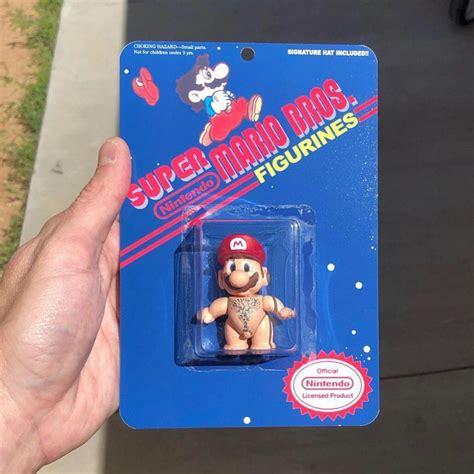 CHOKING HAZARD—Small parts.
Not for children under 3 yrs.
SIGNATURE HAT INCLUDED!!
SUPER MARIO BROS.
Nintendo
FIGURINES
M
Official
Nintendo
Licensed Product